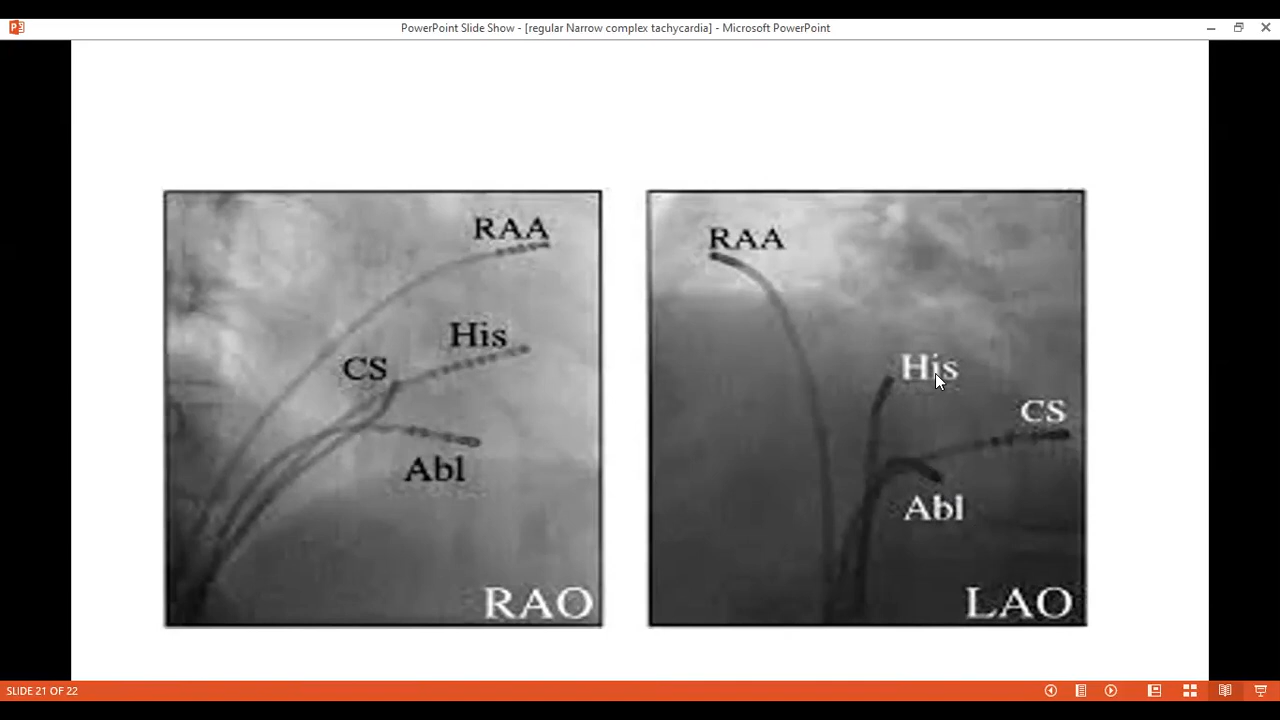 PowerPoint Slide Show - [regular Narrow complex tachycardia] - Microsoft PowerPoint
RAA
His
CS
Abl
RAO
RAA
His
CS
Abl
LAO
SLIDE 21 OF 22